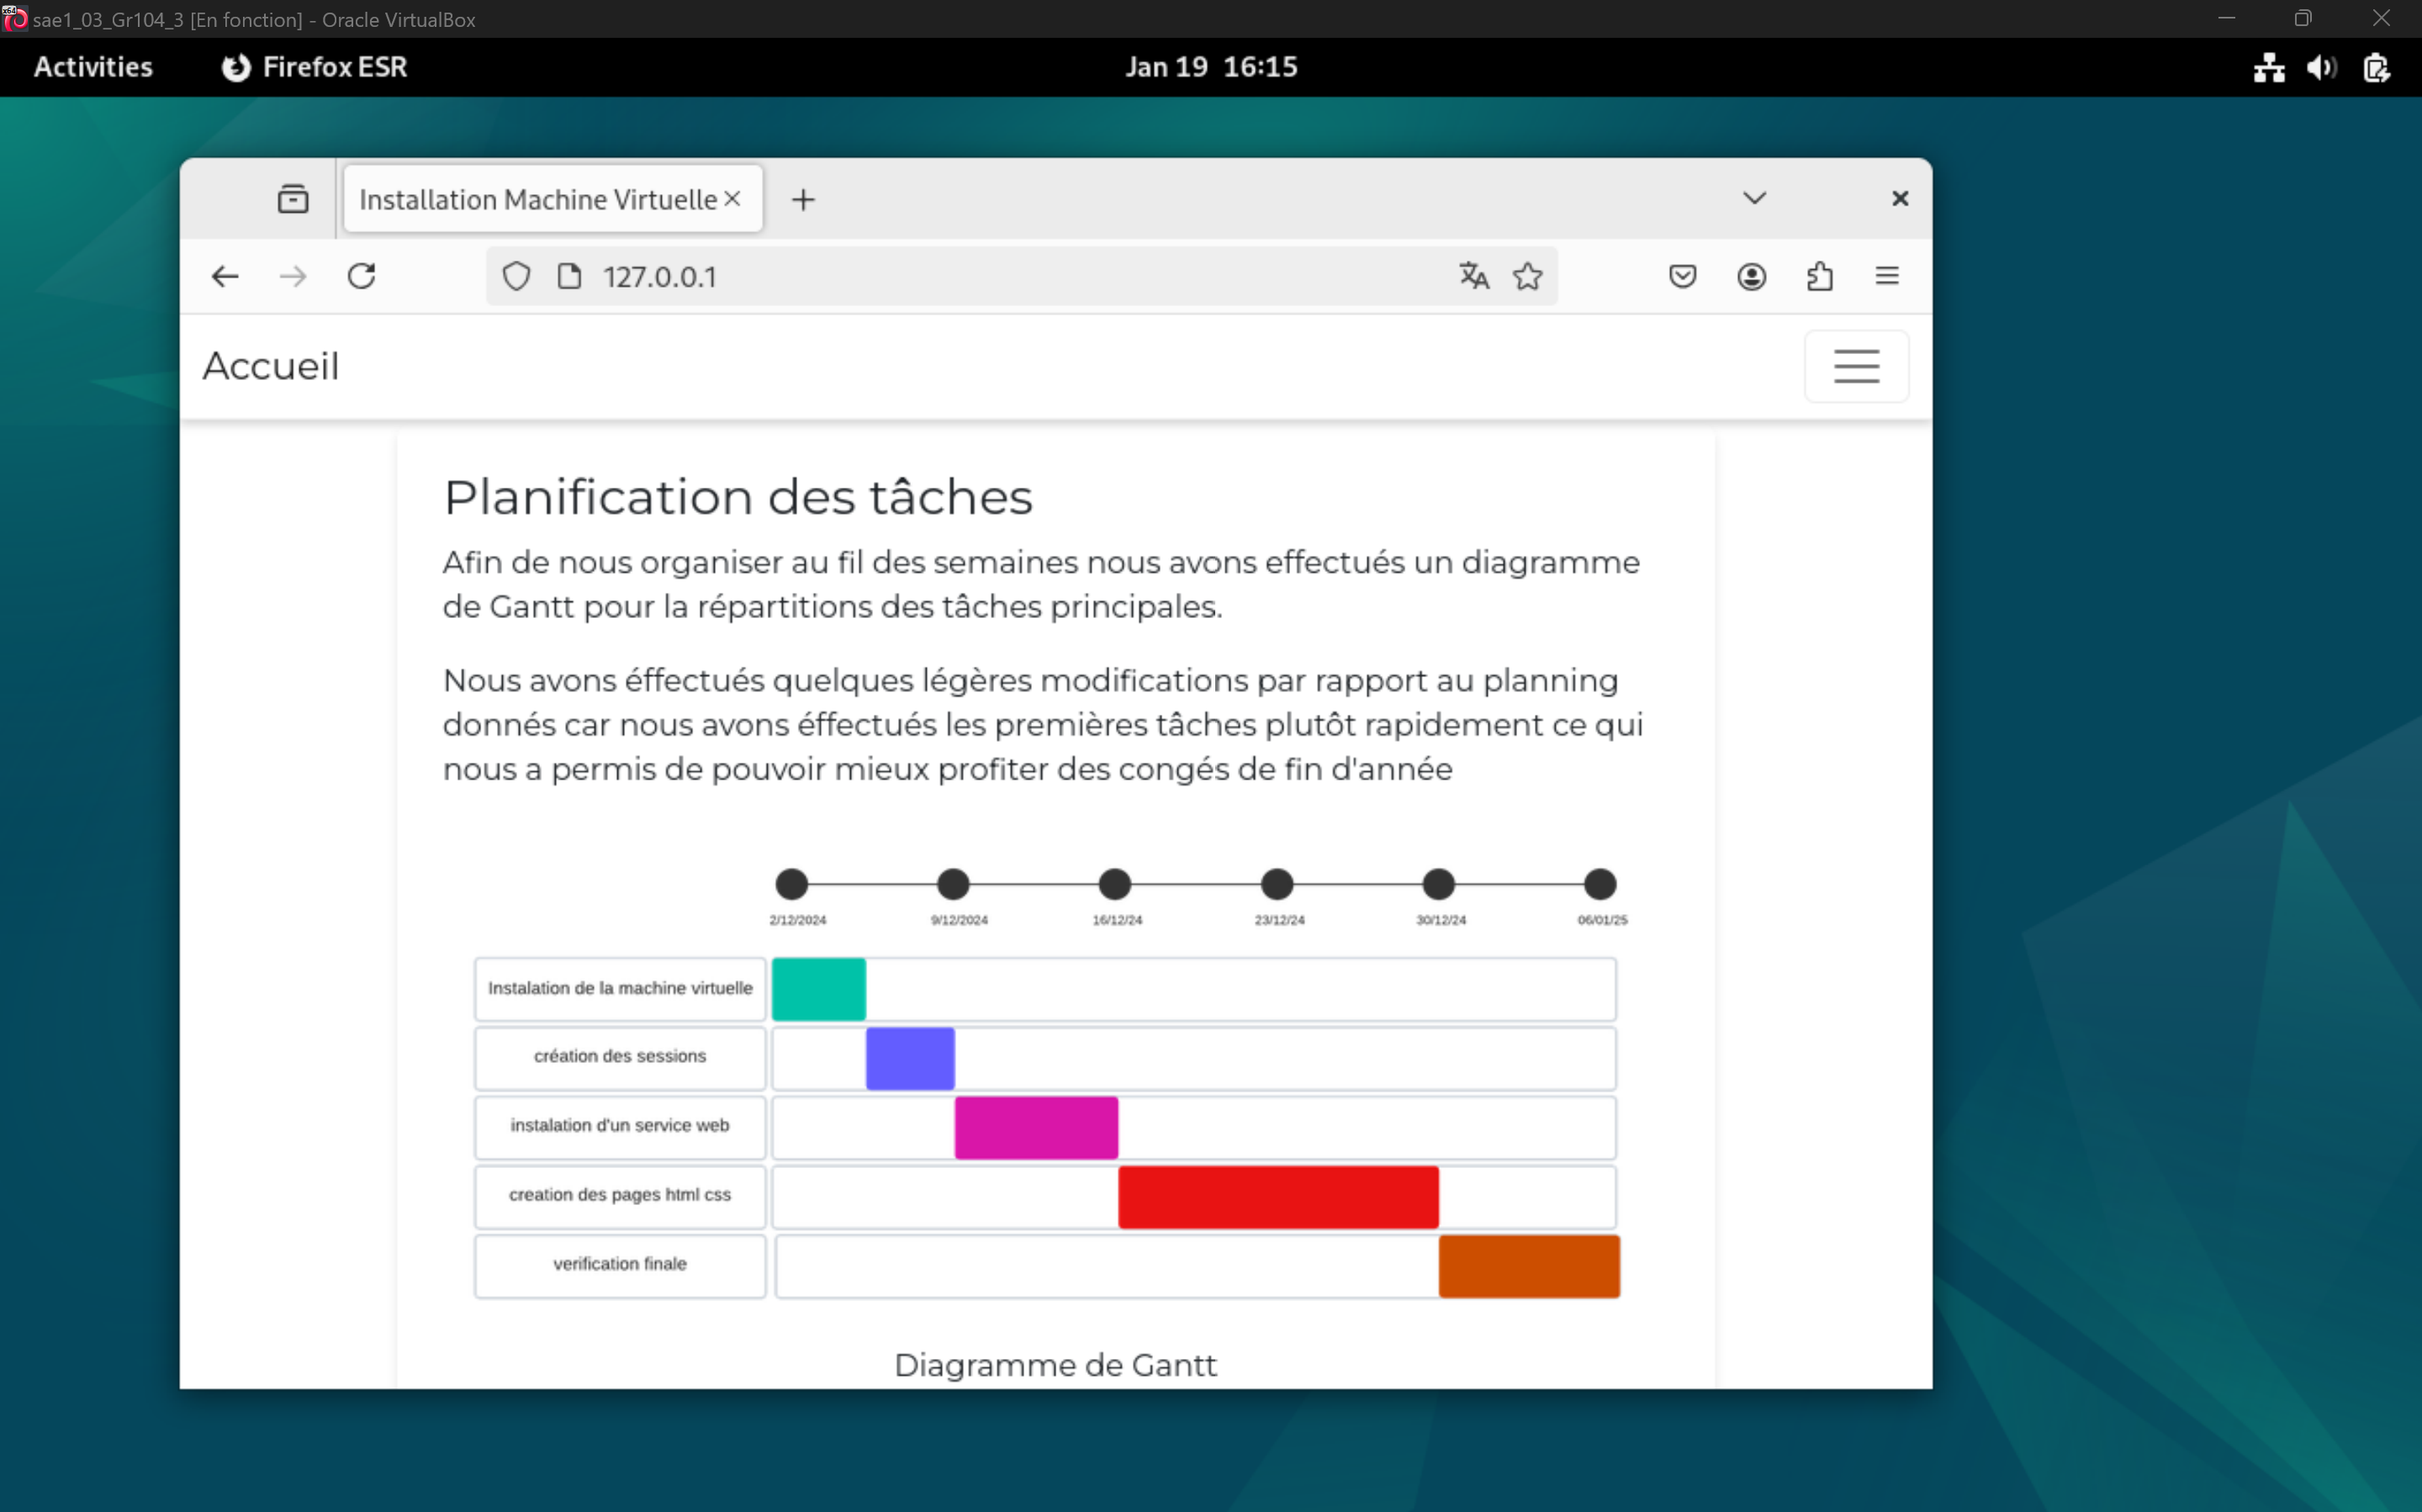 sae1_03_Gr104_3 [En fonction] - Oracle VirtualBox
Activities Firefox ESR Jan 19 16:15
Installation Machine Virtuelle
127.0.0.1
Accueil
Planification des tâches
Afin de nous organiser au fil des semaines nous avons effectués un diagramme
de Gantt pour la répartitions des tâches principales.
Nous avons éffectués quelques légères modifications par rapport au planning
donnés car nous avons éffectués les premières tâches plutôt rapidement ce qui
nous a permis de pouvoir mieux profiter des congés de fin d'année
2/12/2024 9/12/2024 16/12/24 23/12/24 30/12/24 06/01/25
Instalation de la machine virtuelle
création des sessions
instalation d'un service web
creation des pages html css
verification finale
Diagramme de Gantt